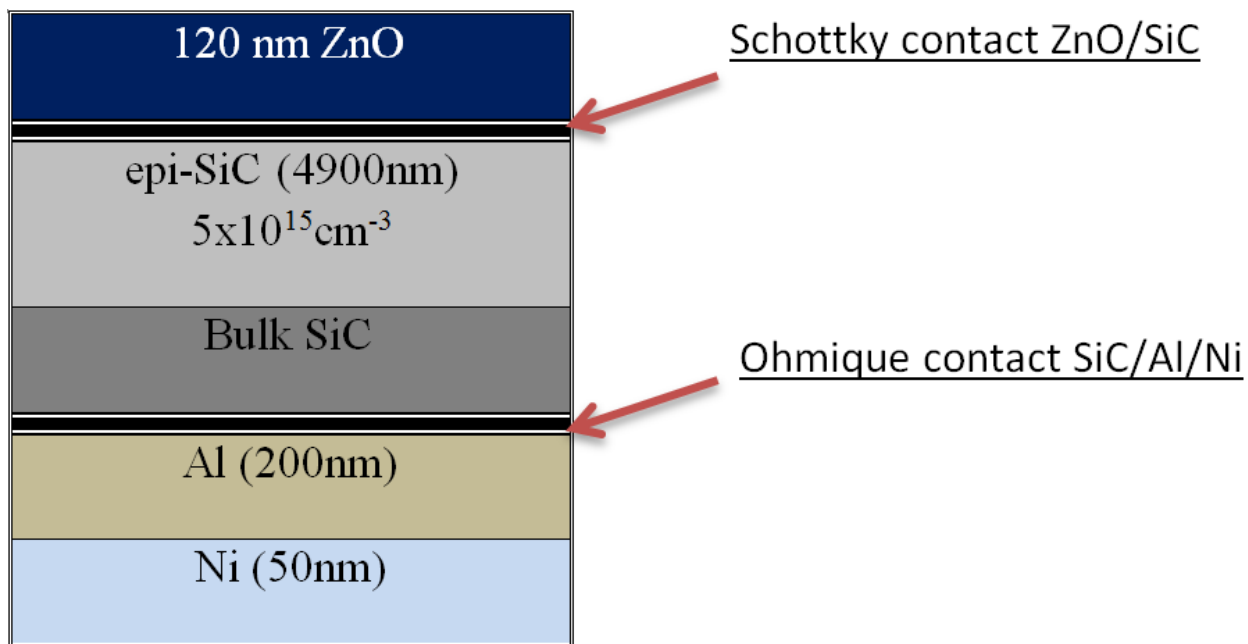 120 nm ZnO
Schottky contact ZnO/SiC
epi-SiC (4900nm)
5x10¹⁵cm⁻³
Bulk SiC
Ohmique contact SiC/Al/Ni
Al (200nm)
Ni (50nm)